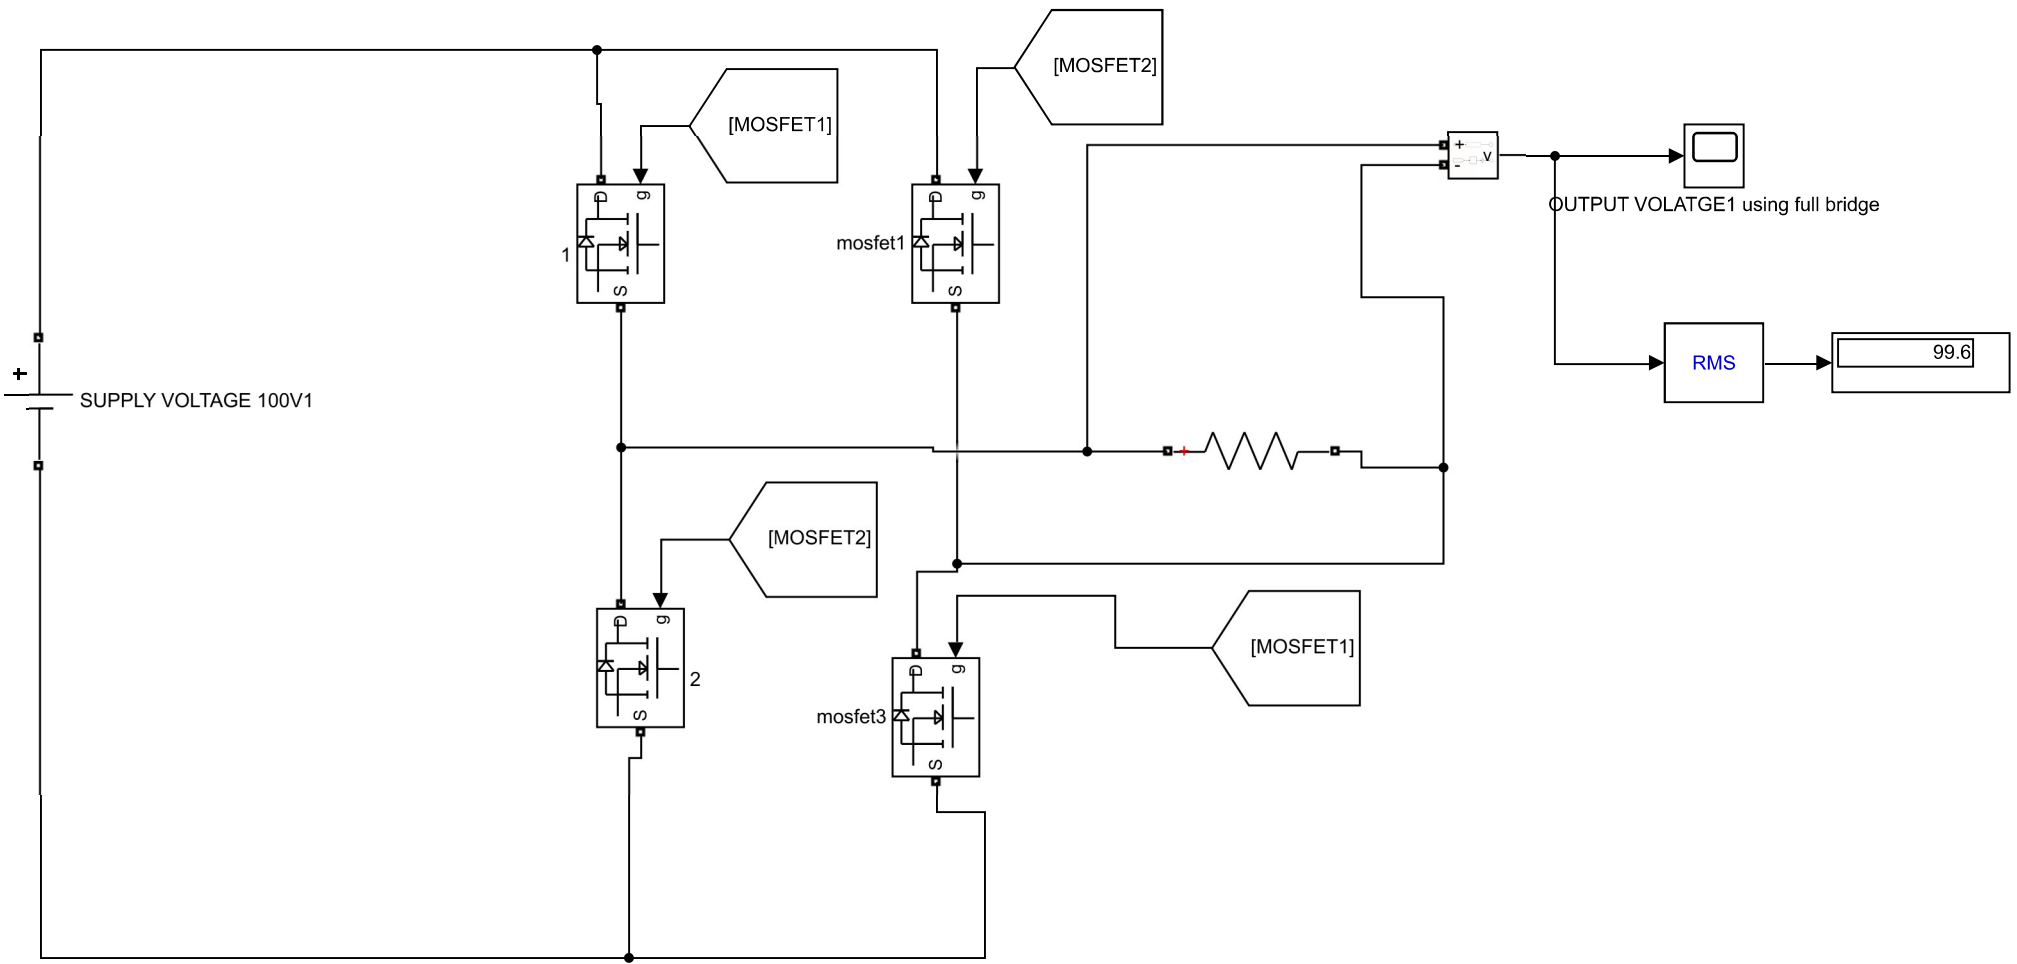 [MOSFET2]
[MOSFET1]
+
-
v
D
g
D
g
OUTPUT VOLATGE1 using full bridge
mosfet1
1
S
S
RMS
99.6
+
SUPPLY VOLTAGE 100V1
+
[MOSFET2]
D
g
[MOSFET1]
D
g
2
mosfet3
S
S